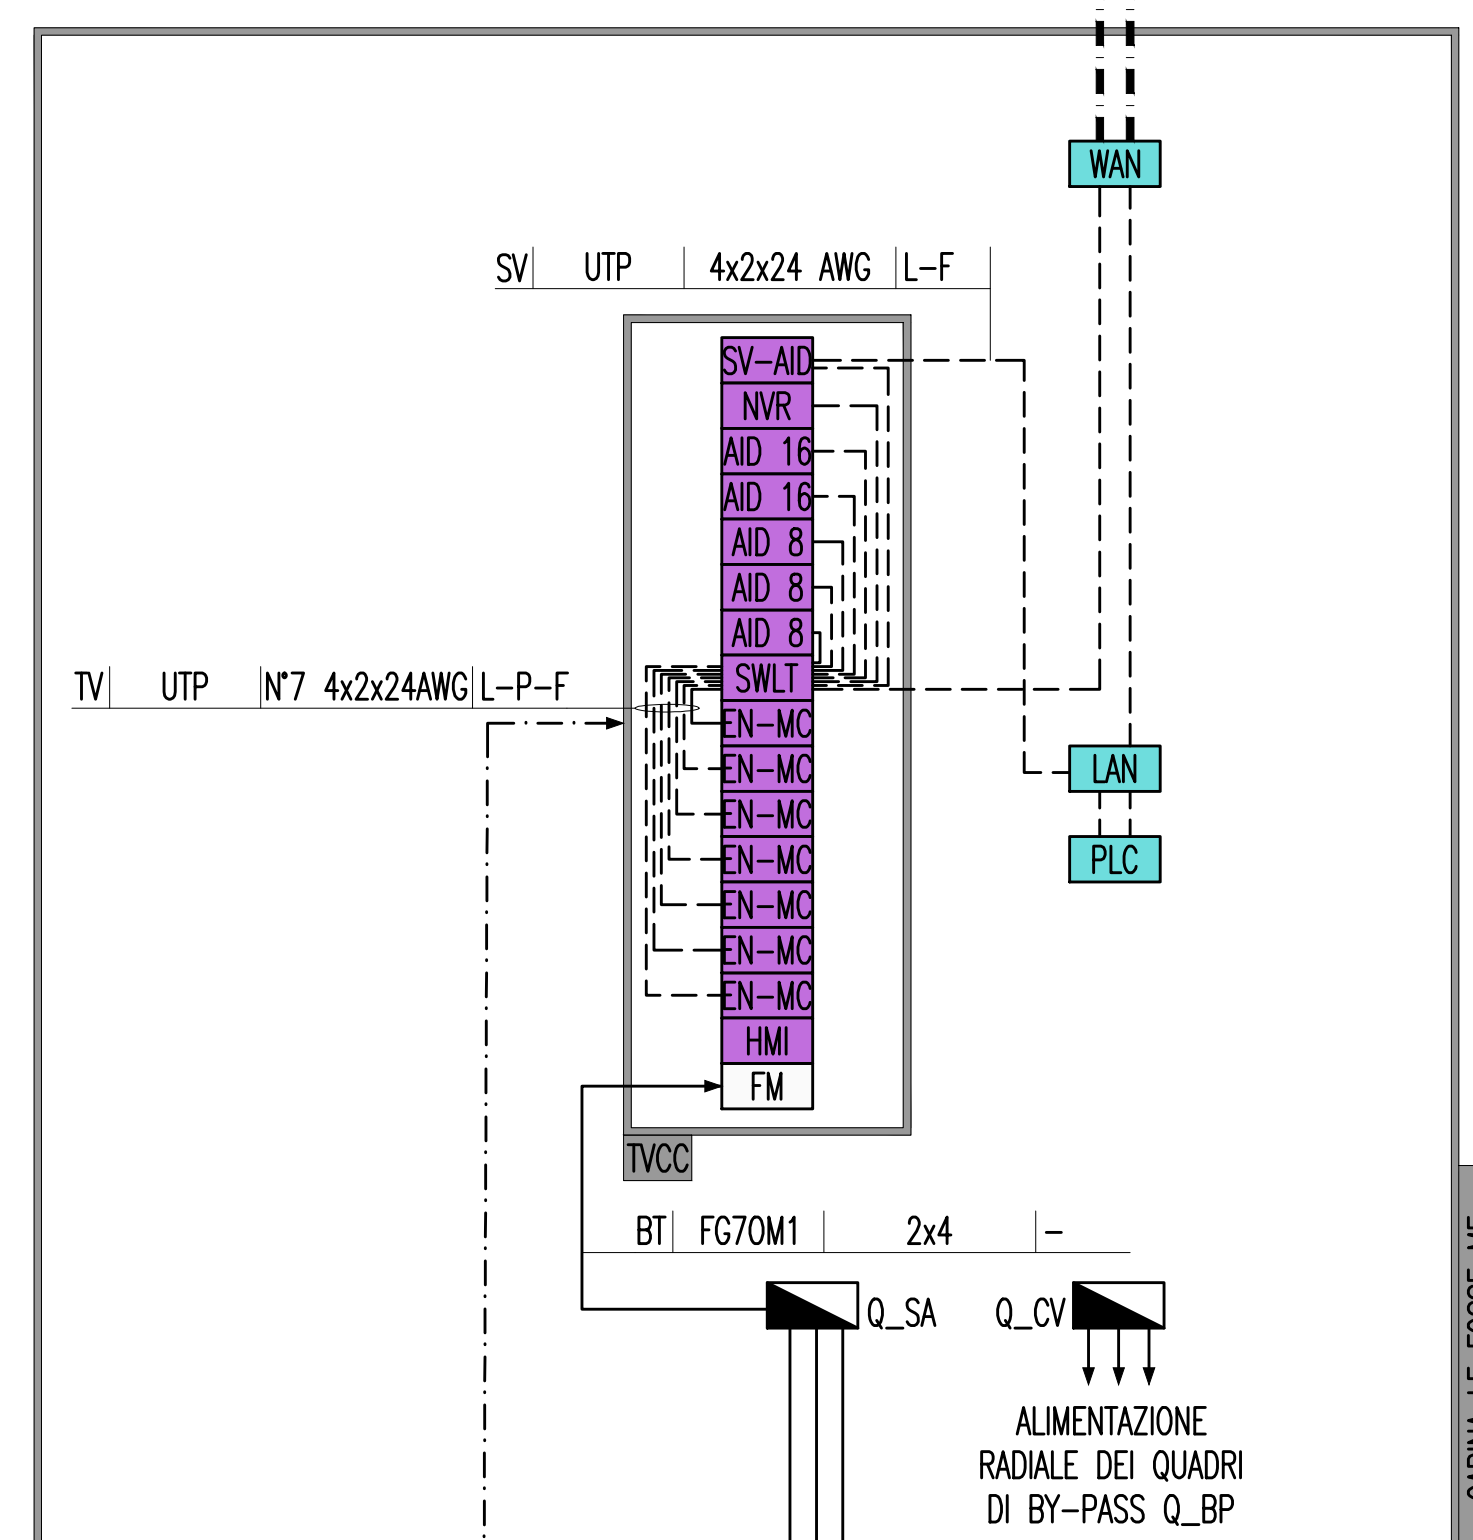 WAN
SV UTP 4x2x24 AWG L-F
SV-AID
NVR
AID 16
AID 16
AID 8
AID 8
AID 8
SWLT
TV UTP N°7 4x2x24AWG L-P-F
EN-MC
EN-MC
EN-MC
EN-MC
EN-MC
EN-MC
EN-MC
HMI
FM
LAN
PLC
TVCC
BT FG7OM1 2x4 -
Q_SA
Q_CV
ALIMENTAZIONE
RADIALE DEI QUADRI
DI BY-PASS Q_BP